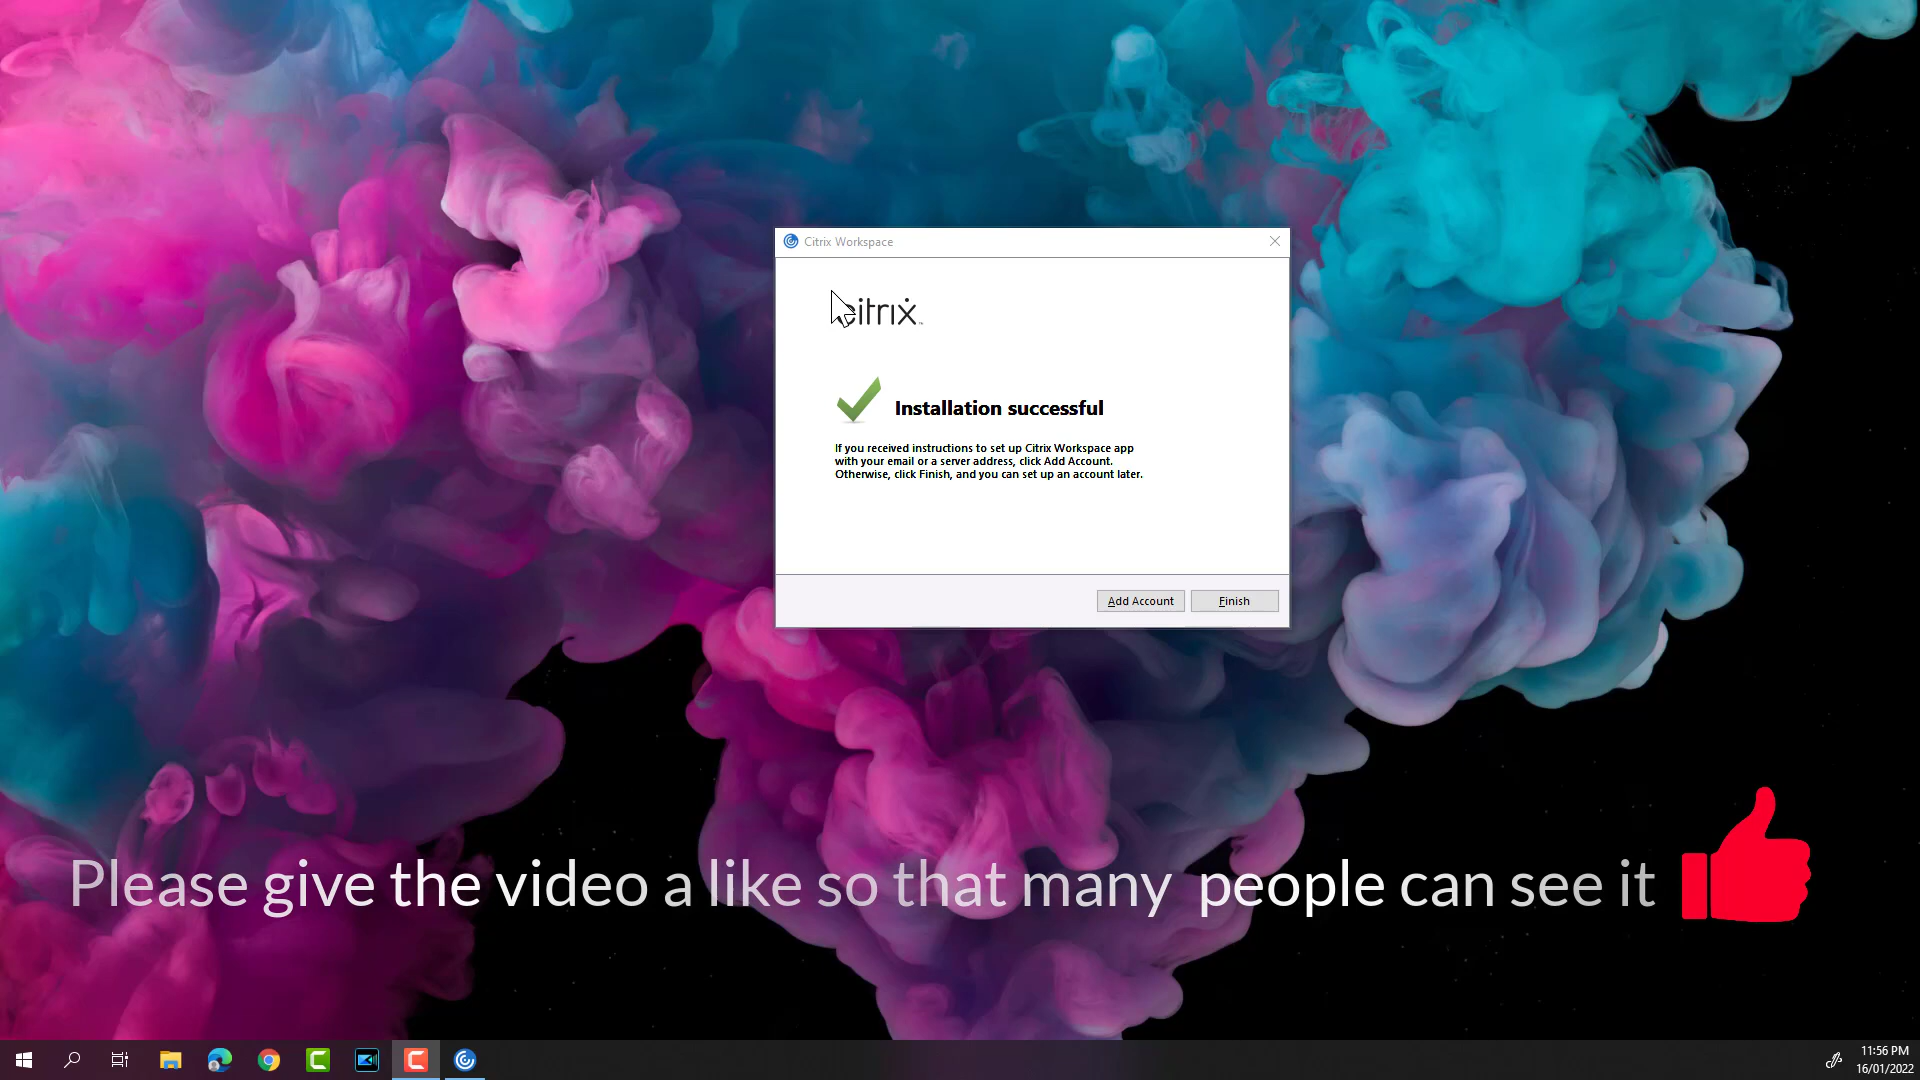 Citrix Workspace
citrix
Installation successful
If you received instructions to set up Citrix Workspace app
with your email or a server address, click Add Account.
Otherwise, click Finish, and you can set up an account later.
Add Account
Finish
Please give the video a like so that many people can see it
11:56 PM
16/01/2022